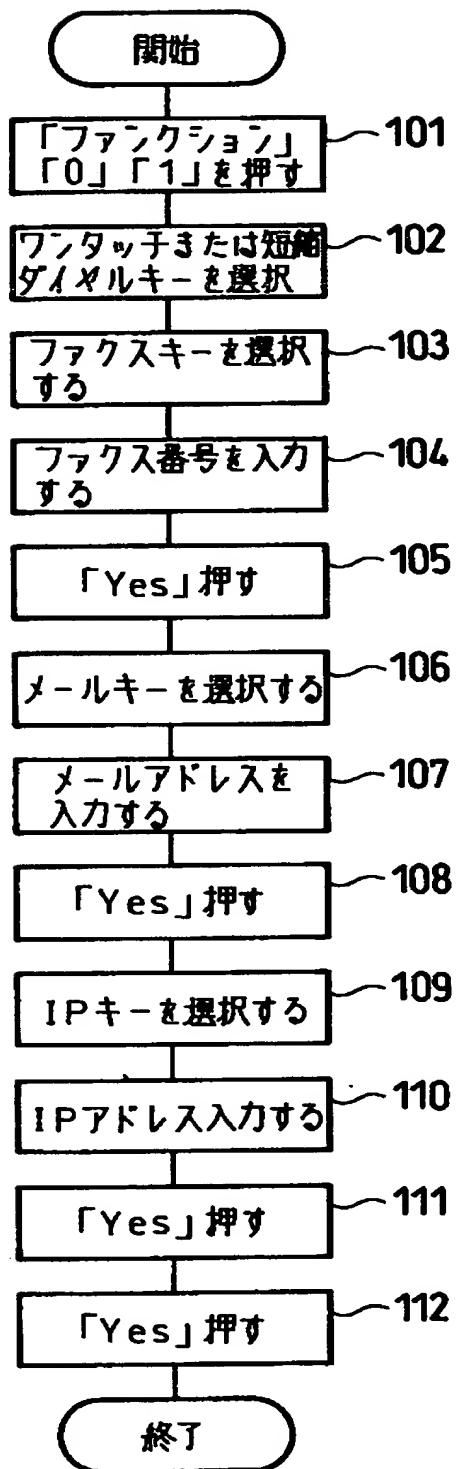 開始
「ファンクション」
「0」「1」を押す
101
ワンタッチまたは短縮
ダイヤルキーを選択
102
ファクスキーを選択
する
103
ファクス番号を入力
する
104
「Yes」押す
105
メールキーを選択する
106
メールアドレスを
入力する
107
「Yes」押す
108
IPキーを選択する
109
IPアドレス入力する
110
「Yes」押す
111
「Yes」押す
112
終了